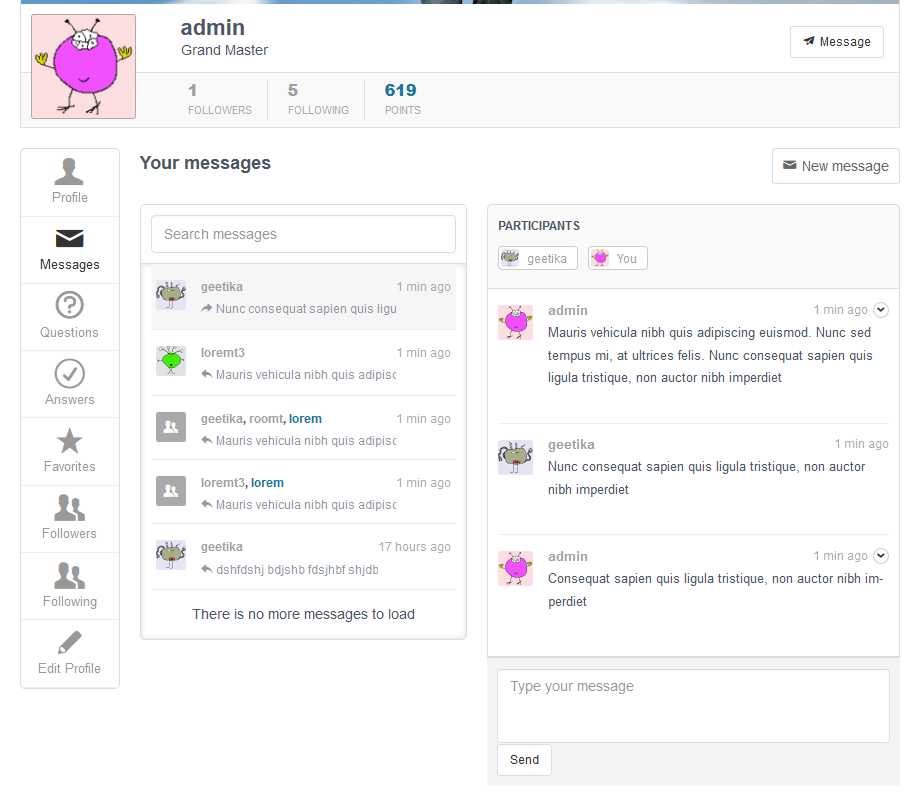 admin
Grand Master
Message
1
FOLLOWERS
5
FOLLOWING
619
POINTS
Profile
Messages
Questions
Answers
Favorites
Followers
Following
Edit Profile
Your messages
New message
Search messages
geetika 1 min ago
Nunc consequat sapien quis ligu
loremt3 1 min ago
Mauris vehicula nibh quis adipisc
geetika, roomt, lorem 1 min ago
Mauris vehicula nibh quis adipisc
loremt3, lorem 1 min ago
Mauris vehicula nibh quis adipisc
geetika 17 hours ago
dshfdshj bdjshb fdsjhbf shjdb
There is no more messages to load
PARTICIPANTS
geetika You
admin 1 min ago
Mauris vehicula nibh quis adipiscing euismod. Nunc sed
tempus mi, at ultrices felis. Nunc consequat sapien quis
ligula tristique, non auctor nibh imperdiet
geetika 1 min ago
Nunc consequat sapien quis ligula tristique, non auctor
nibh imperdiet
admin 1 min ago
Consequat sapien quis ligula tristique, non auctor nibh im-
perdiet
Type your message
Send